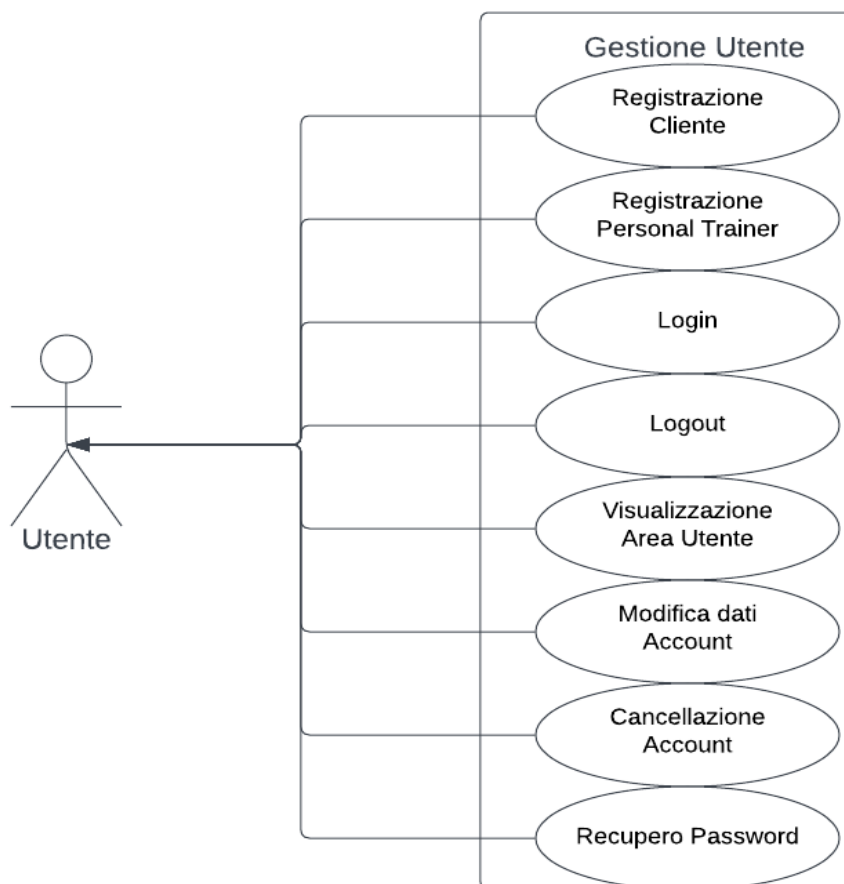 Gestione Utente
Registrazione
Cliente
Registrazione
Personal Trainer
Login
Logout
Visualizzazione
Area Utente
Modifica dati
Account
Cancellazione
Account
Recupero Password
Utente